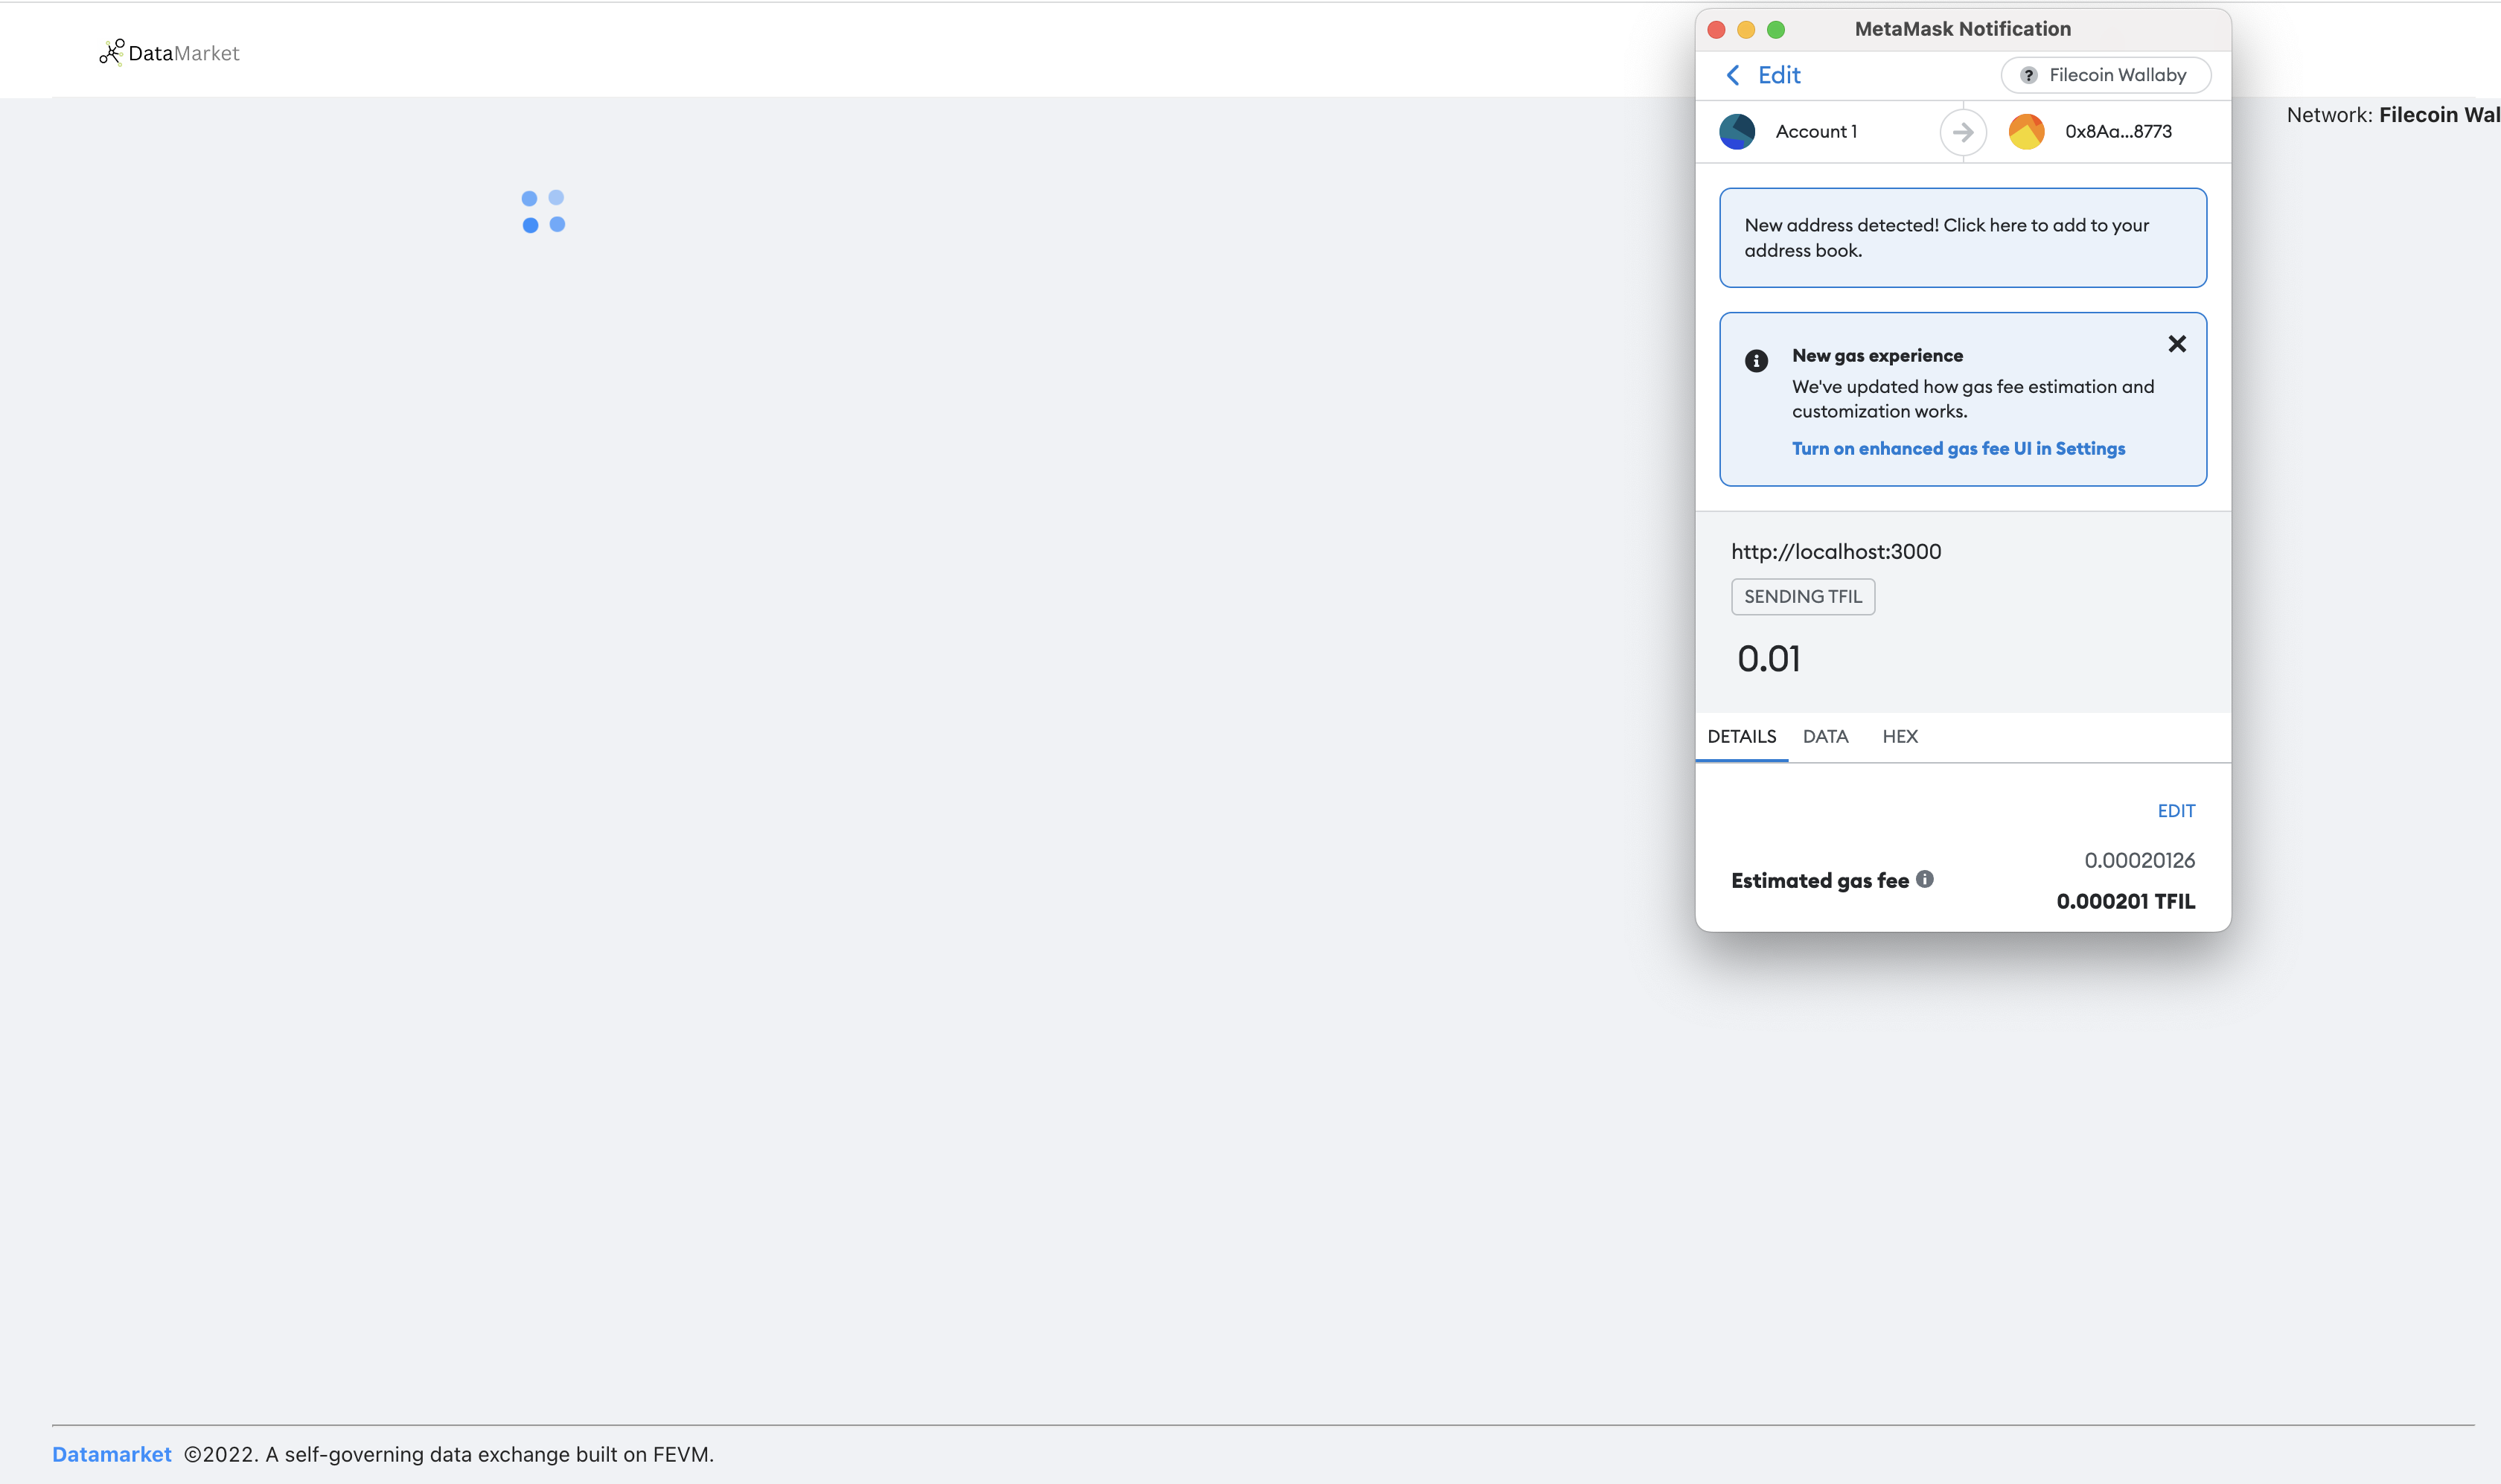 DataMarket
MetaMask Notification
Edit
? Filecoin Wallaby
Network: Filecoin Wal
Account 1
0x8Aa...8773
New address detected! Click here to add to your
address book.
New gas experience
We've updated how gas fee estimation and
customization works.
Turn on enhanced gas fee UI in Settings
http://localhost:3000
SENDING TFIL
0.01
DETAILS DATA HEX
EDIT
0.00020126
Estimated gas fee
0.000201 TFIL
Datamarket ©2022. A self-governing data exchange built on FEVM.